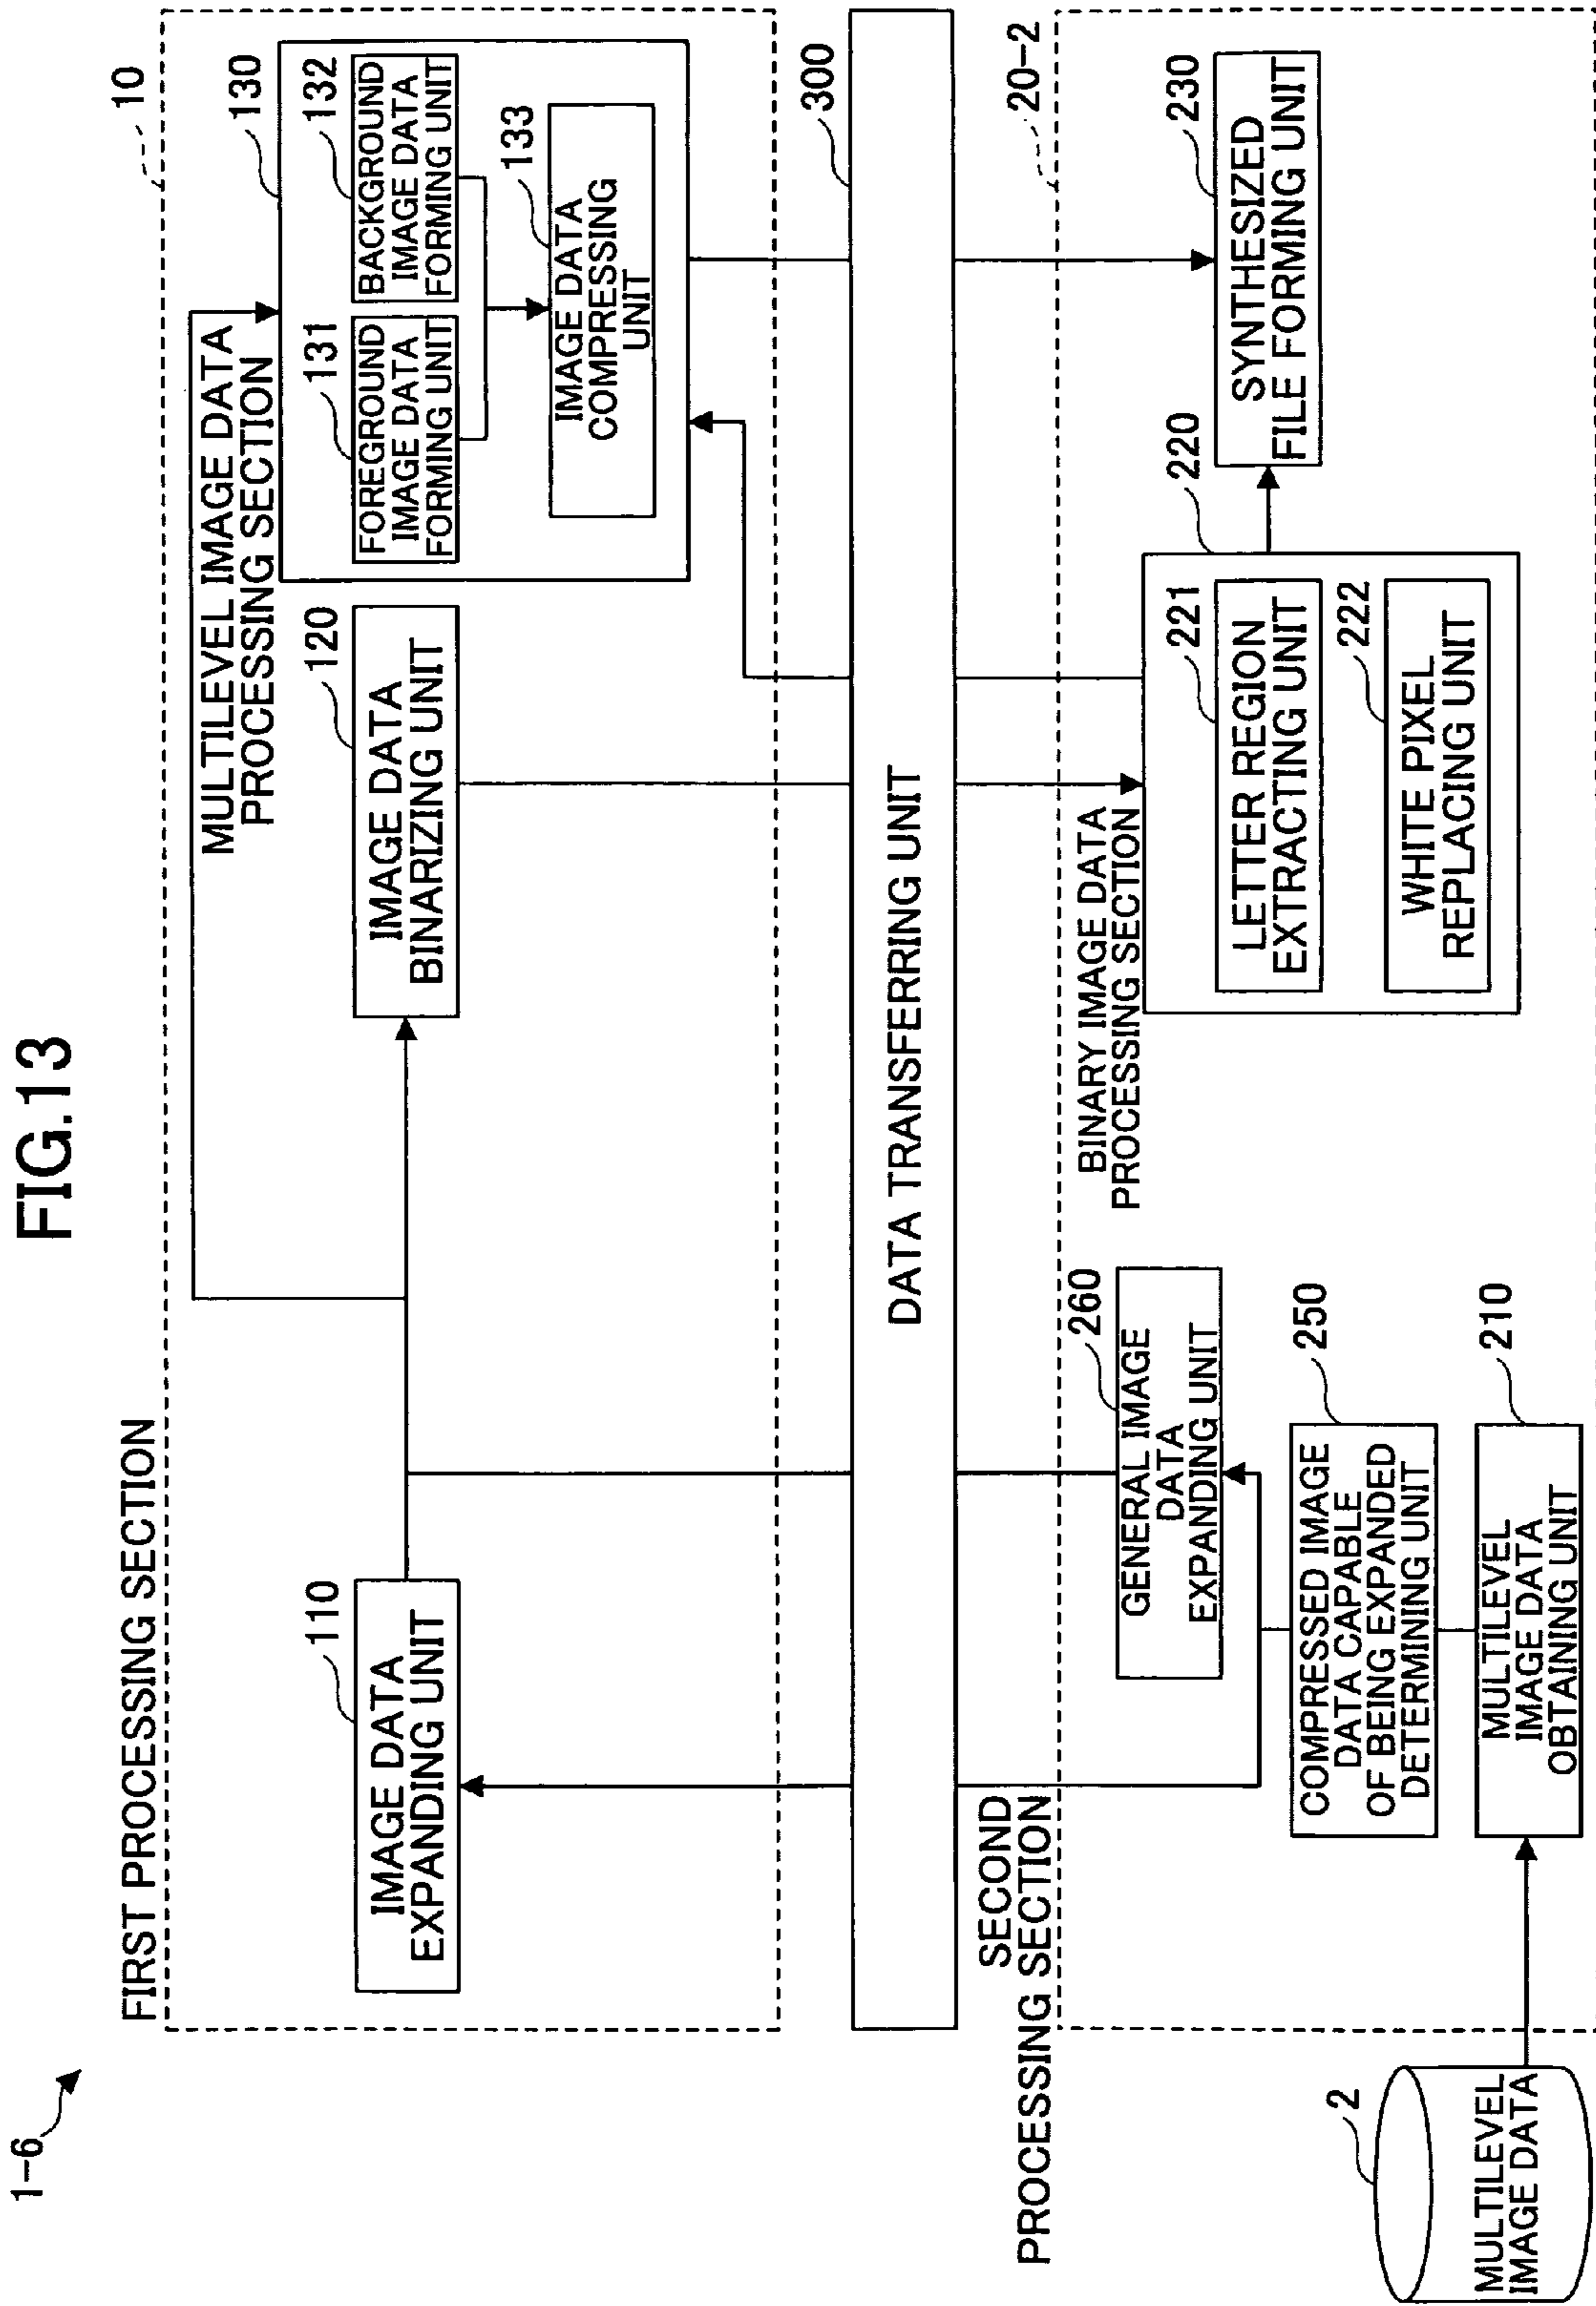 FIG.13
1-6
FIRST PROCESSING SECTION
10
MULTILEVEL IMAGE DATA
PROCESSING SECTION
130
IMAGE DATA
EXPANDING UNIT
110
IMAGE DATA
BINARIZING UNIT
120
FOREGROUND
IMAGE DATA
FORMING UNIT
131
BACKGROUND
IMAGE DATA
FORMING UNIT
132
IMAGE DATA
COMPRESSING
UNIT
133
DATA TRANSFERRING UNIT
300
SECOND
PROCESSING SECTION
20-2
GENERAL IMAGE
DATA
EXPANDING UNIT
260
BINARY IMAGE DATA
PROCESSING SECTION
220
LETTER REGION
EXTRACTING UNIT
221
WHITE PIXEL
REPLACING UNIT
222
SYNTHESIZED
FILE FORMING UNIT
230
COMPRESSED IMAGE
DATA CAPABLE
OF BEING EXPANDED
DETERMINING UNIT
250
MULTILEVEL
IMAGE DATA
OBTAINING UNIT
210
2
MULTILEVEL
IMAGE DATA